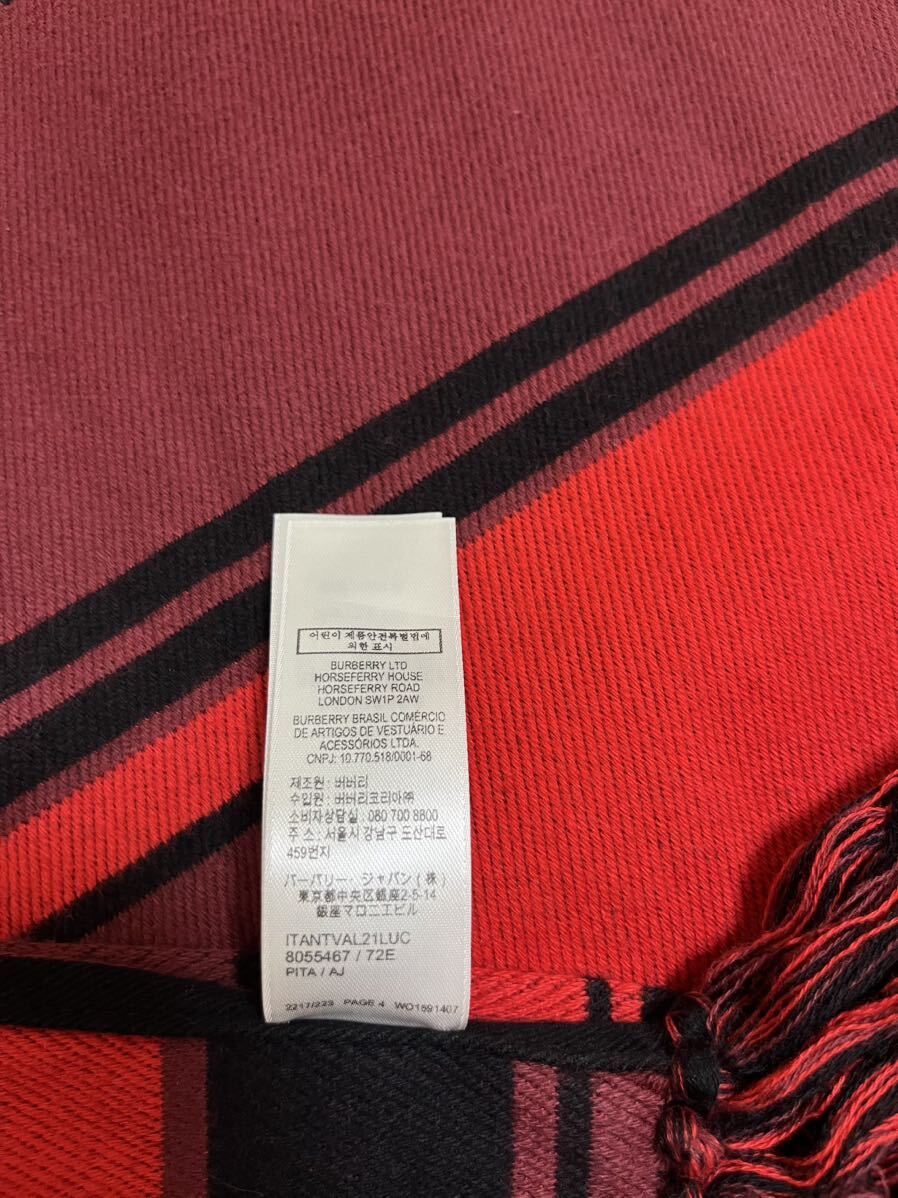 어린이 제품안전특별법에
의한 표시
BURBERRY LTD
HORSEFERRY HOUSE
HORSEFERRY ROAD
LONDON SW1P 2AW
BURBERRY BRASIL COMÉRCIO
DE ARTIGOS DE VESTUÁRIO E
ACESSÓRIOS LTDA.
CNPJ: 10.770.518/0001-68
제조원 : 버버리
수입원 : 버버리코리아㈜
소비자상담실 : 080 700 8800
주 소 : 서울시 강남구 도산대로
459번지
バーバリー・ジャパン(株)
東京都中央区銀座2-5-14
銀座マロニエビル
ITANTVAL21LUC
8055467 / 72E
PITA / AJ
2217/223 PAGE 4 WO1591407